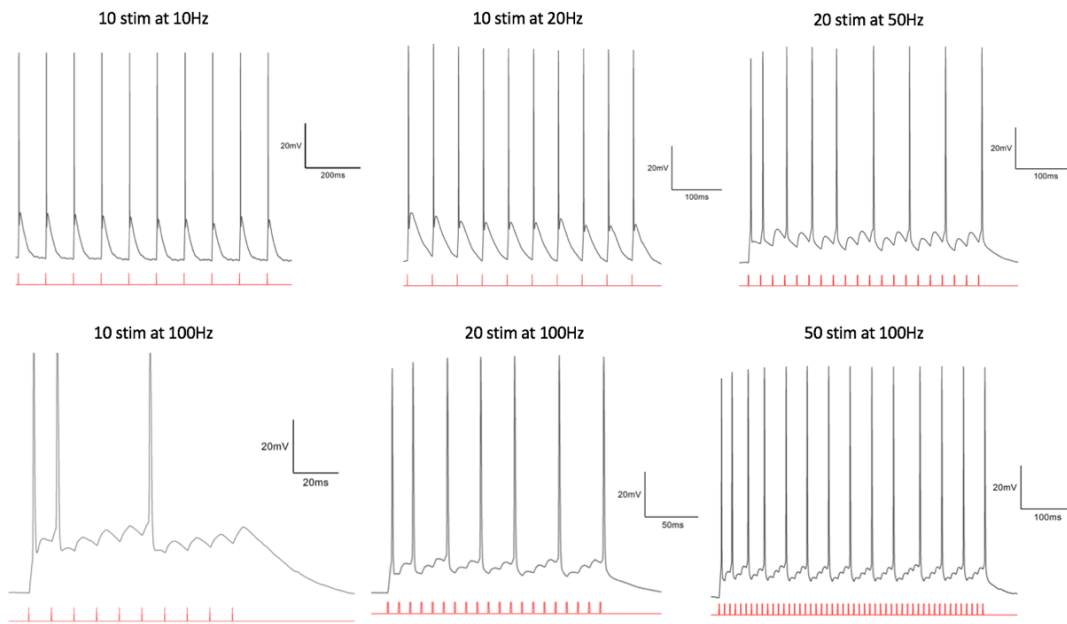 10 stim at 10Hz
10 stim at 20Hz
20 stim at 50Hz
20mV
200ms
20mV
100ms
20mV
100ms
10 stim at 100Hz
20 stim at 100Hz
50 stim at 100Hz
20mV
20ms
20mV
50ms
20mV
100ms